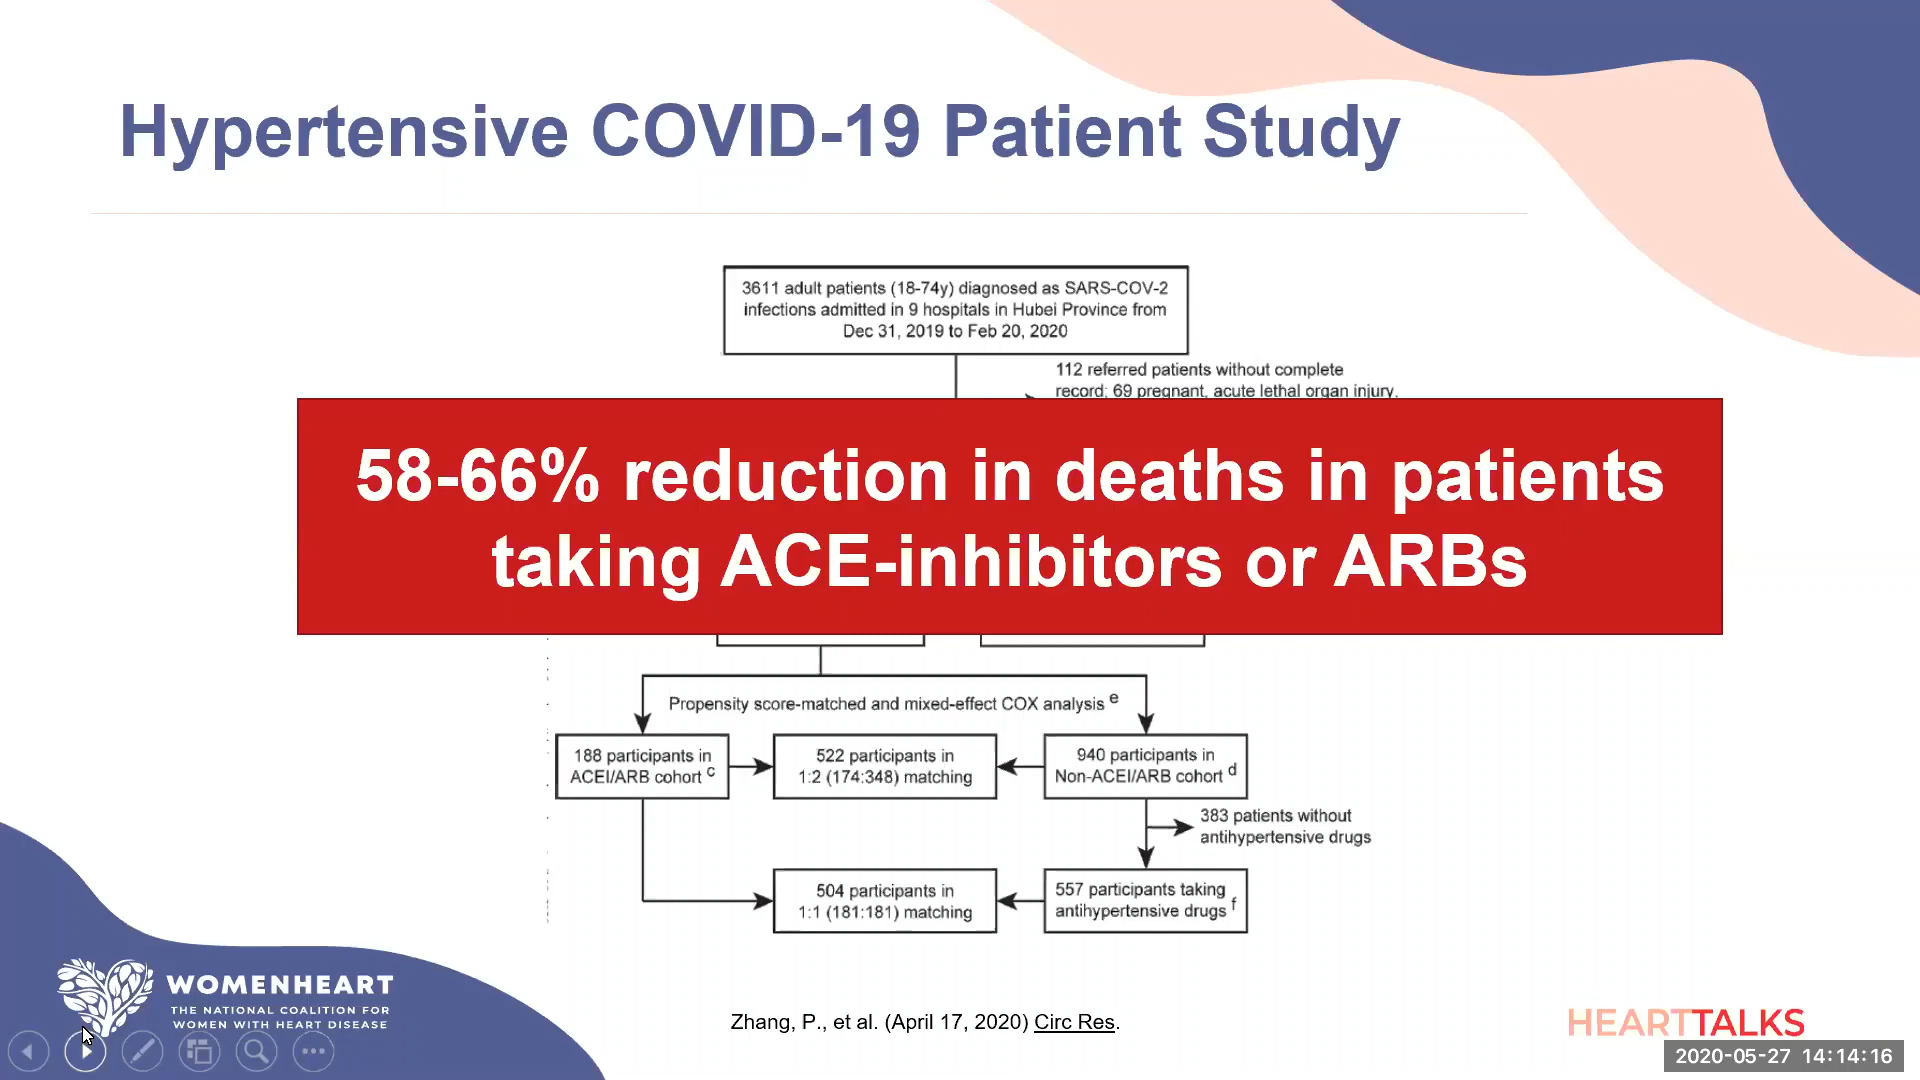 Hypertensive COVID-19 Patient Study
3611 adult patients (18-74y) diagnosed as SARS-COV-2
infections admitted in 9 hospitals in Hubei Province from
Dec 31, 2019 to Feb 20, 2020
112 referred patients without complete
record; 69 pregnant, acute lethal organ injury,
58-66% reduction in deaths in patients
taking ACE-inhibitors or ARBs
Propensity score-matched and mixed-effect COX analysis e
188 participants in
ACEI/ARB cohort c
522 participants in
1:2 (174:348) matching
940 participants in
Non-ACEI/ARB cohort d
383 patients without
antihypertensive drugs
504 participants in
1:1 (181:181) matching
557 participants taking
antihypertensive drugs f
WOMENHEART
THE NATIONAL COALITION FOR
WOMEN WITH HEART DISEASE
Zhang, P., et al. (April 17, 2020) Circ Res.
HEARTTALKS
2020-05-27 14:14:16